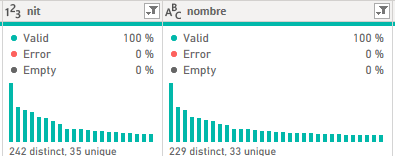 1²3 nit
ABC nombre
Valid 100 %
Error 0 %
Empty 0 %
Valid 100 %
Error 0 %
Empty 0 %
242 distinct, 35 unique
229 distinct, 33 unique